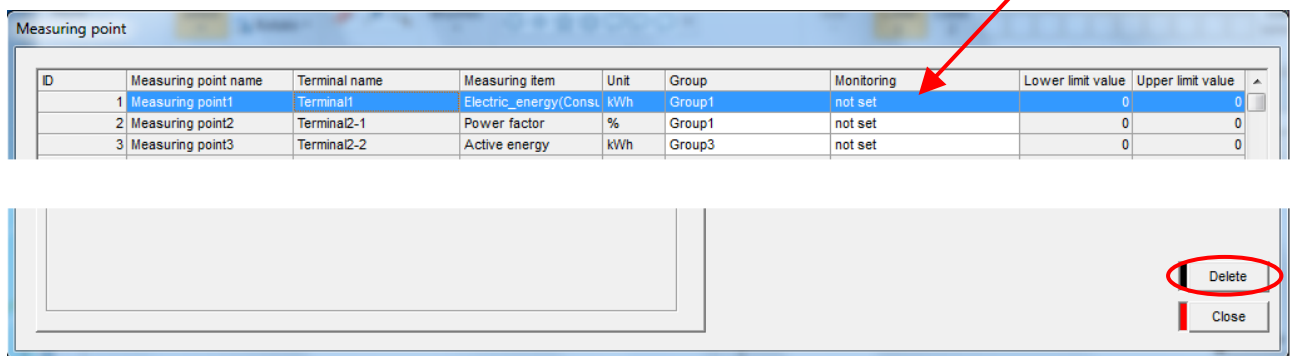 Measuring point
ID Measuring point name Terminal name Measuring item Unit Group Monitoring Lower limit value Upper limit value
1 Measuring point1 Terminal1 Electric_energy(Consu kWh Group1 not set 0 0
2 Measuring point2 Terminal2-1 Power factor % Group1 not set 0 0
3 Measuring point3 Terminal2-2 Active energy kWh Group3 not set 0 0
Delete
Close